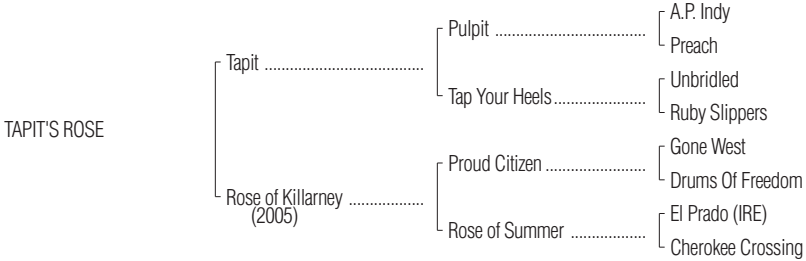 A.P. Indy
Pulpit ....................................
Preach
Tapit ......................................
Unbridled
Tap Your Heels......................
Ruby Slippers
TAPIT'S ROSE
Gone West
Proud Citizen ........................
Drums Of Freedom
Rose of Killarney ..................
(2005)
El Prado (IRE)
Rose of Summer ..................
Cherokee Crossing